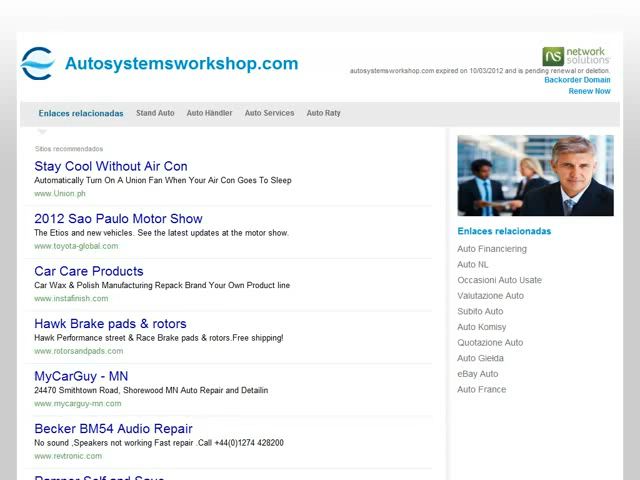 Autosystemsworkshop.com
ns network solutions
autosystemsworkshop.com expired on 10/03/2012 and is pending renewal or deletion.
Backorder Domain
Renew Now
Enlaces relacionadas Stand Auto Auto Händler Auto Services Auto Raty
Sitios recomendados
Stay Cool Without Air Con
Automatically Turn On A Union Fan When Your Air Con Goes To Sleep
www.Union.ph
2012 Sao Paulo Motor Show
The Etios and new vehicles. See the latest updates at the motor show.
www.toyota-global.com
Car Care Products
Car Wax & Polish Manufacturing Repack Brand Your Own Product line
www.instafinish.com
Hawk Brake pads & rotors
Hawk Performance street & Race Brake pads & rotors.Free shipping!
www.rotorsandpads.com
MyCarGuy - MN
24470 Smithtown Road, Shorewood MN Auto Repair and Detailin
www.mycarguy-mn.com
Becker BM54 Audio Repair
No sound ,Speakers not working Fast repair .Call +44(0)1274 428200
www.revtronic.com
Enlaces relacionadas
Auto Financiering
Auto NL
Occasioni Auto Usate
Valutazione Auto
Subito Auto
Auto Komisy
Quotazione Auto
Auto Giełda
eBay Auto
Auto France